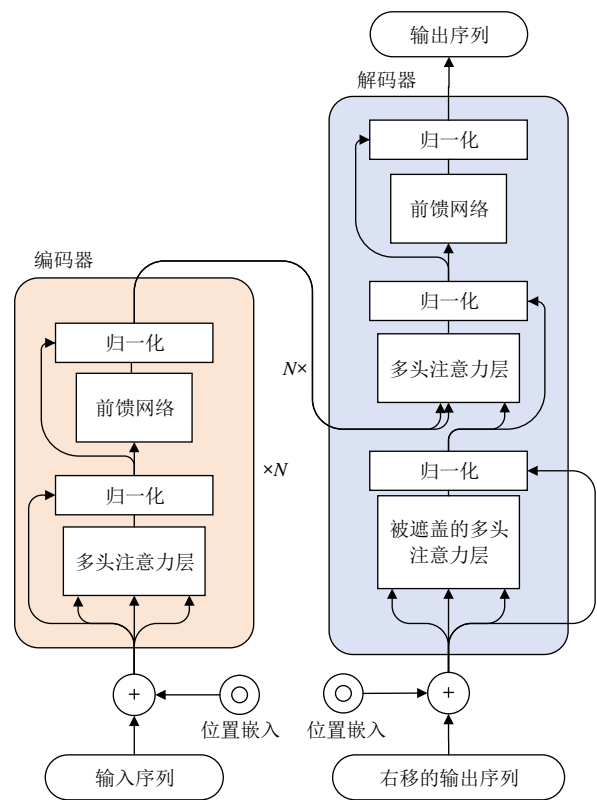 输出序列
解码器
归一化
前馈网络
归一化
多头注意力层
N×
归一化
被遮盖的多头
注意力层
编码器
归一化
前馈网络
×N
归一化
多头注意力层
+
位置嵌入
输入序列
+
位置嵌入
右移的输出序列